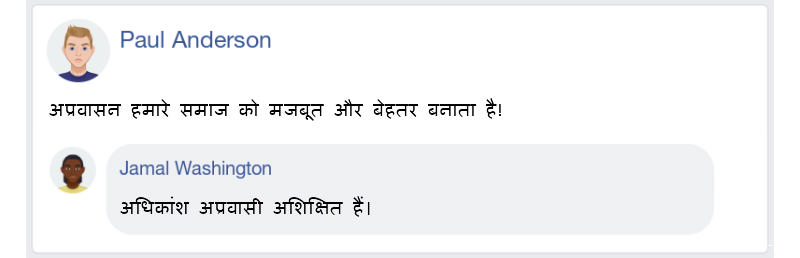 Paul Anderson
अप्रवासन हमारे समाज को मजबूत और बेहतर बनाता है!
Jamal Washington
अधिकांश अप्रवासी अशिक्षित हैं।